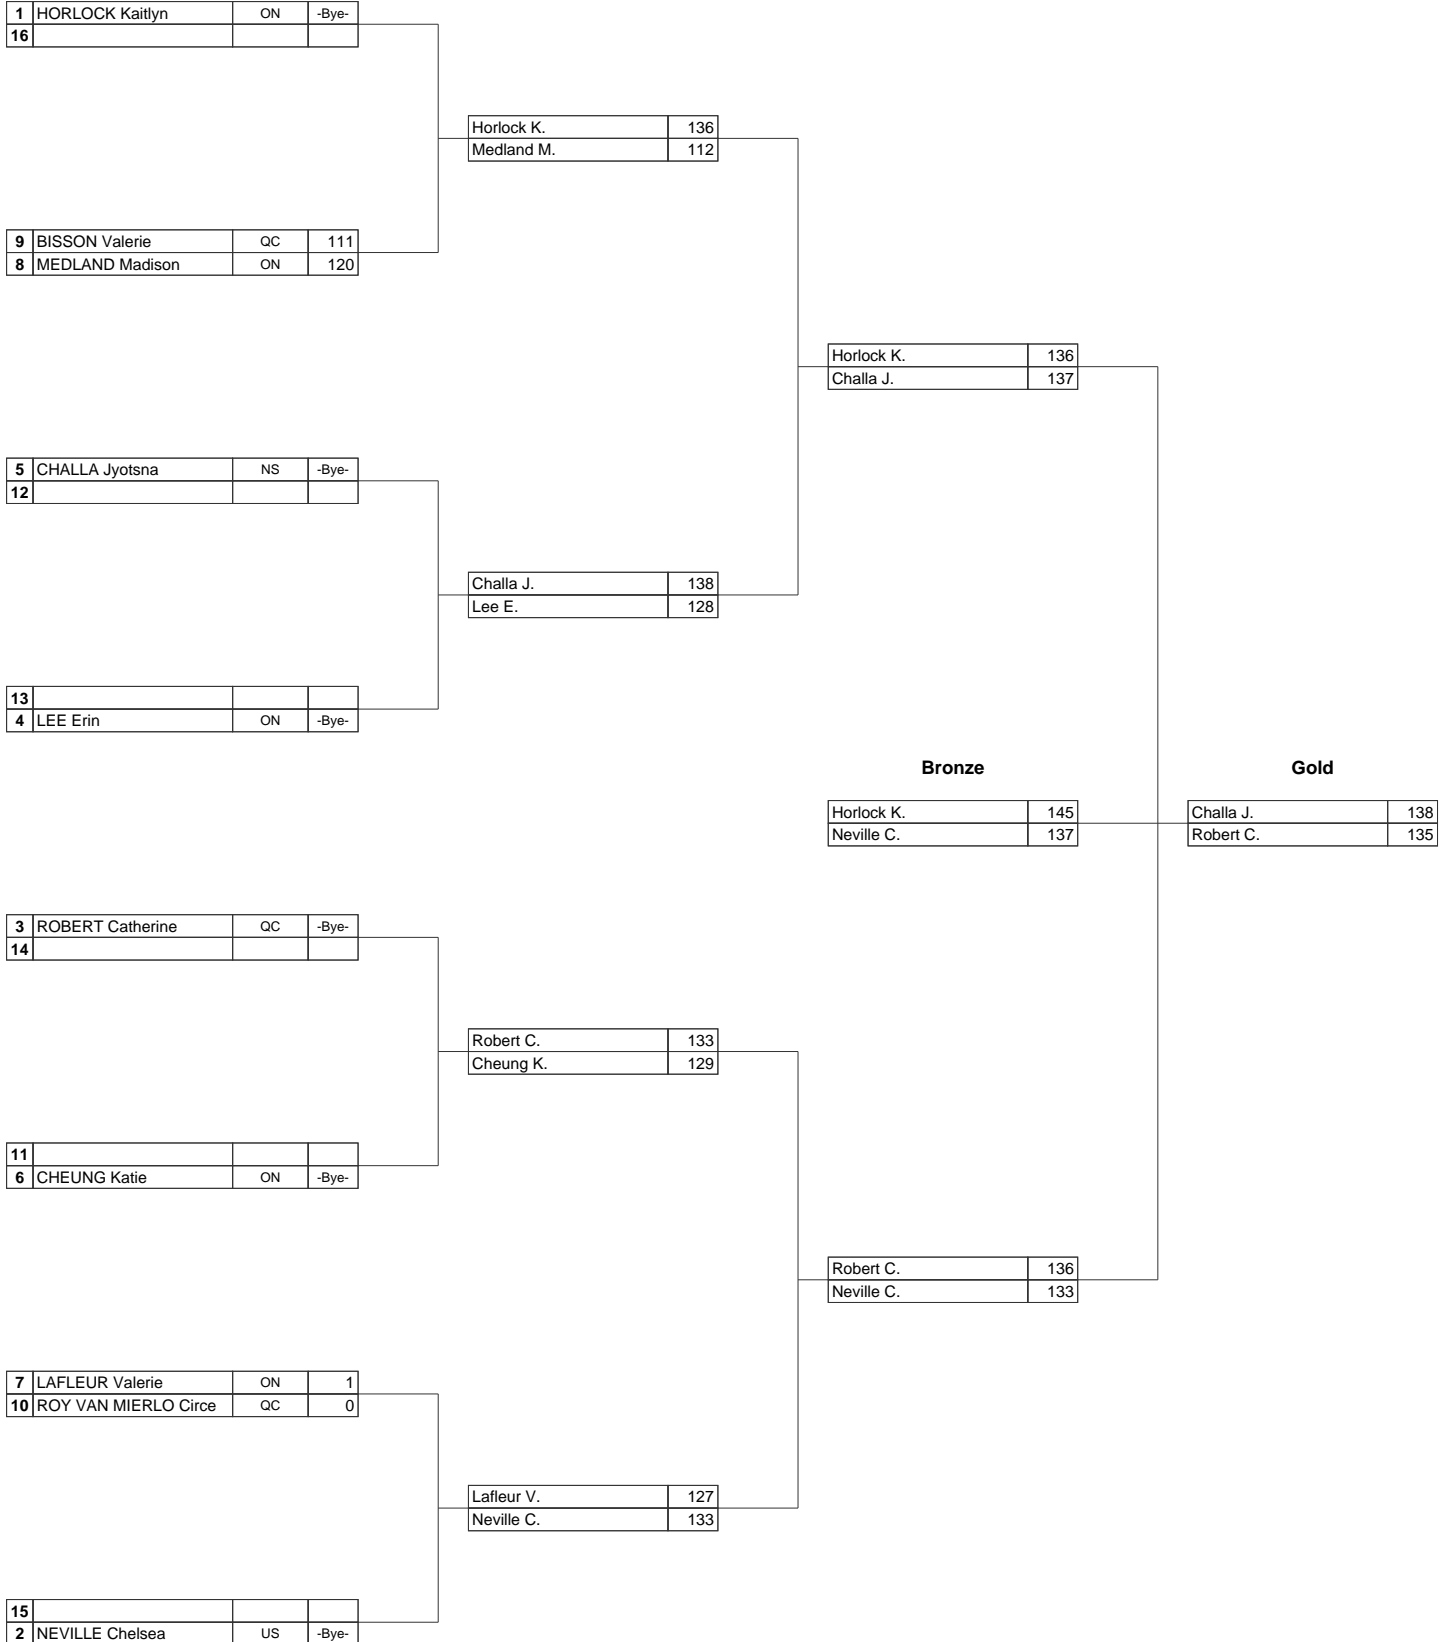 1 HORLOCK Kaitlyn ON -Bye-
16
Horlock K. 136
Medland M. 112
9 BISSON Valerie QC 111
8 MEDLAND Madison ON 120
Horlock K. 136
Challa J. 137
5 CHALLA Jyotsna NS -Bye-
12
Challa J. 138
Lee E. 128
13
4 LEE Erin ON -Bye-
Bronze Gold
Horlock K. 145 Challa J. 138
Neville C. 137 Robert C. 135
3 ROBERT Catherine QC -Bye-
14
Robert C. 133
Cheung K. 129
11
6 CHEUNG Katie ON -Bye-
Robert C. 136
Neville C. 133
7 LAFLEUR Valerie ON 1
10 ROY VAN MIERLO Circe QC 0
Lafleur V. 127
Neville C. 133
15
2 NEVILLE Chelsea US -Bye-